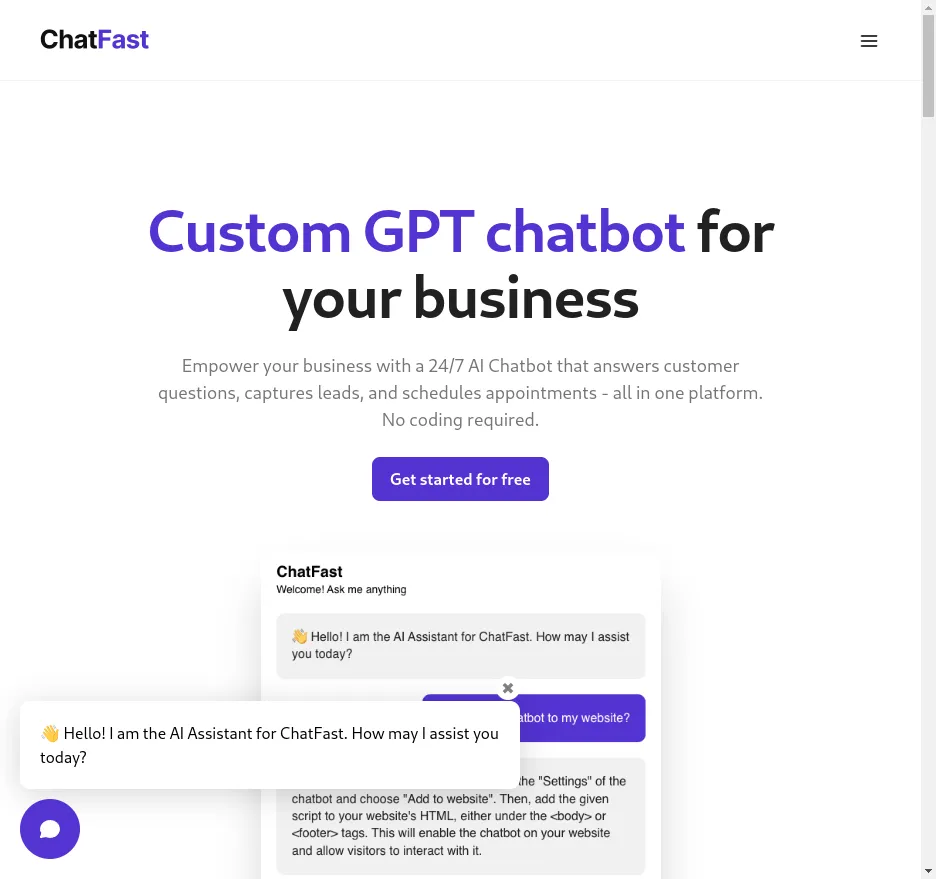 ChatFast
Custom GPT chatbot for
your business
Empower your business with a 24/7 AI Chatbot that answers customer
questions, captures leads, and schedules appointments - all in one platform.
No coding required.
Get started for free
ChatFast
Welcome! Ask me anything
👋 Hello! I am the AI Assistant for ChatFast. How may I assist
you today?
to my website?
👋 Hello! I am the AI Assistant for ChatFast. How may I assist you
today?
the "Settings" of the
chatbot and choose "Add to website". Then, add the given
script to your website's HTML, either under the <body> or
<footer> tags. This will enable the chatbot on your website
and allow visitors to interact with it.